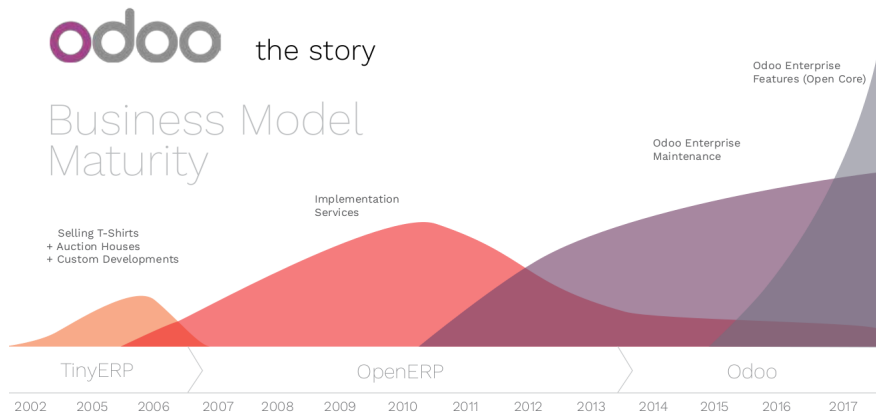 odoo the story
Business Model
Maturity
Odoo Enterprise
Features (Open Core)
Odoo Enterprise
Maintenance
Implementation
Services
Selling T-Shirts
+ Auction Houses
+ Custom Developments
TinyERP OpenERP Odoo
2002 2005 2006 2007 2008 2009 2010 2011 2012 2013 2014 2015 2016 2017